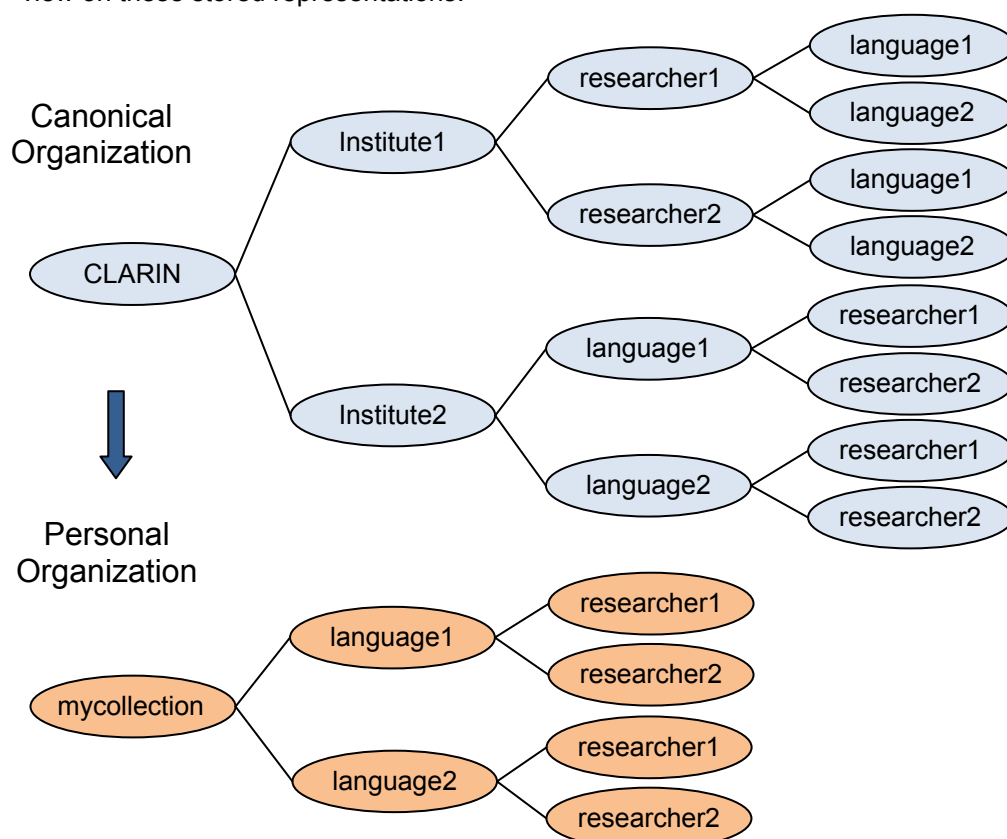 language1
researcher1
language2
Canonical
Organization
Institute1
language1
researcher2
language2
CLARIN
researcher1
language1
researcher2
Institute2
researcher1
language2
researcher2
Personal
Organization
researcher1
language1
researcher2
mycollection
researcher1
language2
researcher2